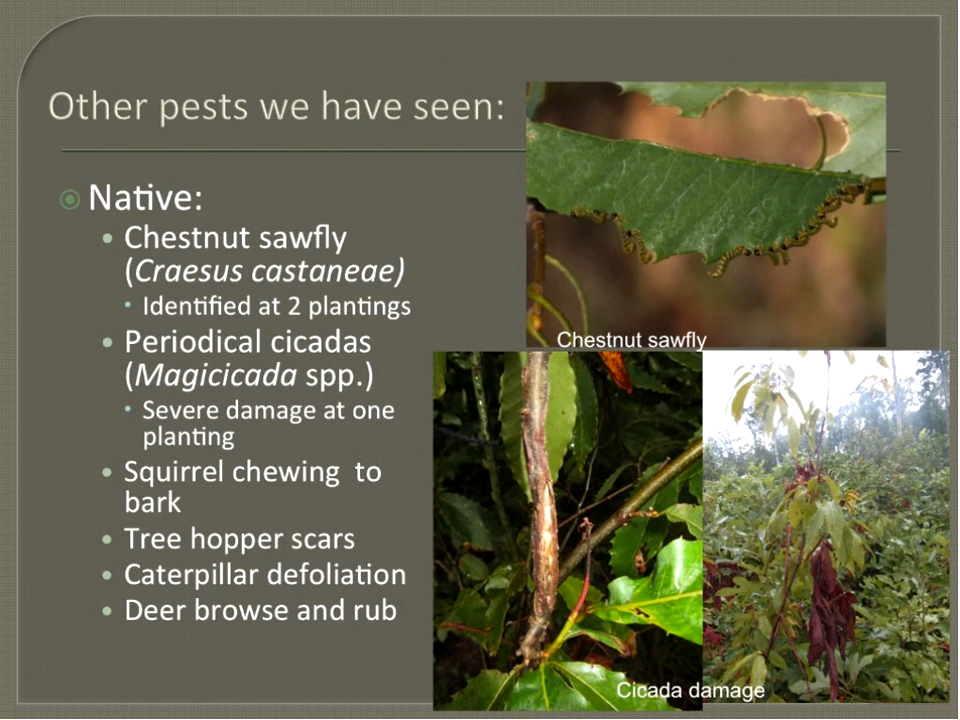 Other pests we have seen:
Native:
Chestnut sawfly
(Craesus castaneae)
Identified at 2 plantings
Periodical cicadas
(Magicicada spp.)
Severe damage at one
planting
Squirrel chewing to
bark
Tree hopper scars
Caterpillar defoliation
Deer browse and rub
Chestnut sawfly
Cicada damage